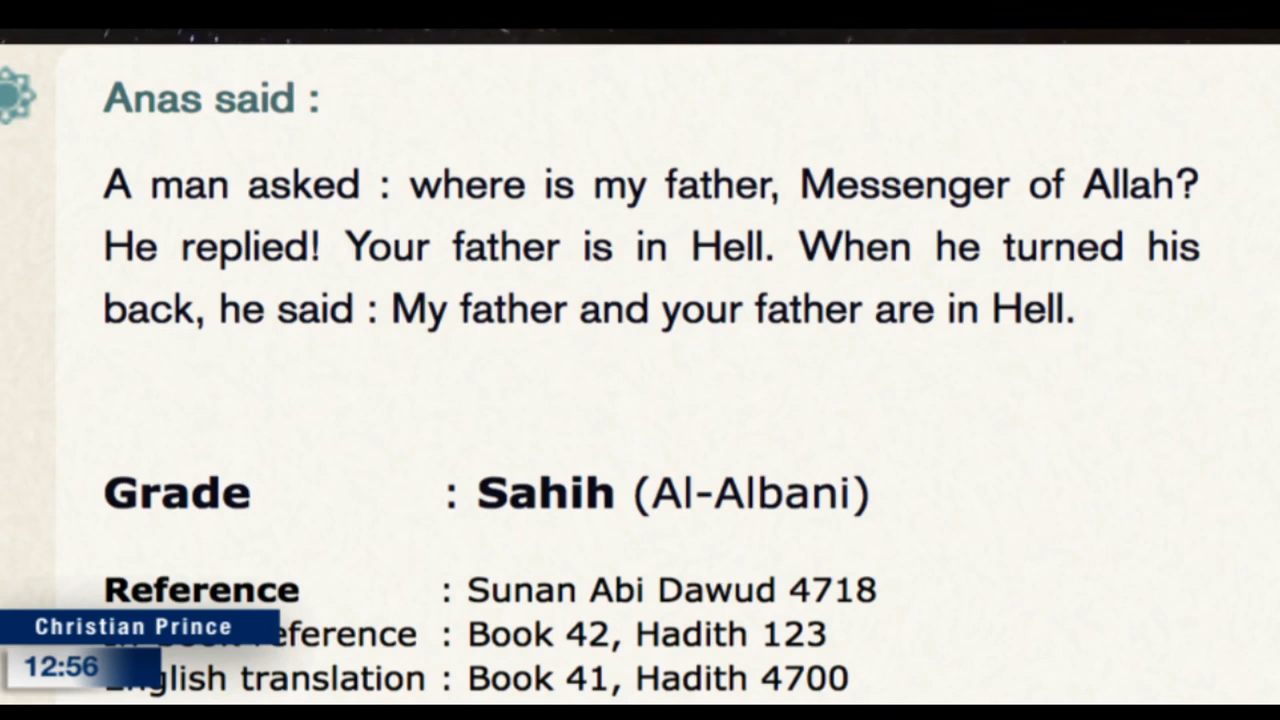 Anas said :
A man asked : where is my father, Messenger of Allah?
He replied! Your father is in Hell. When he turned his
back, he said : My father and your father are in Hell.
Grade : Sahih (Al-Albani)
Reference : Sunan Abi Dawud 4718
Christian Prince
reference : Book 42, Hadith 123
12:56
English translation : Book 41, Hadith 4700